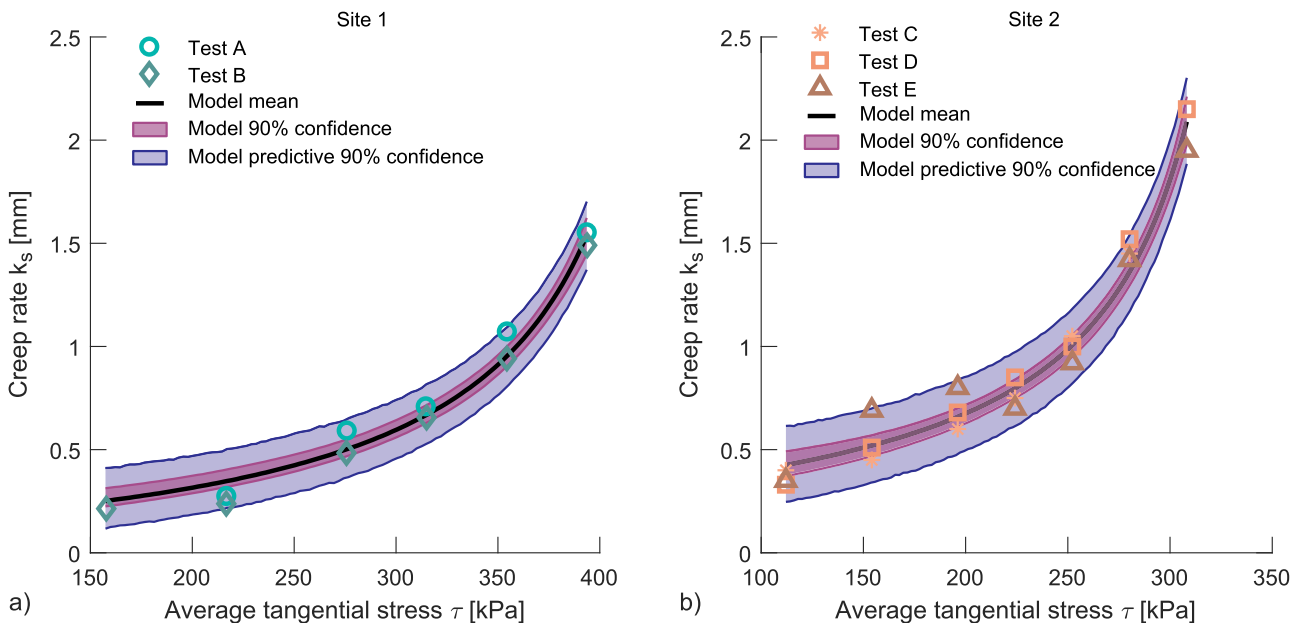 Site 1
2.5
2
1.5
1
0.5
0
Creep rate k_s [mm]
Test A
Test B
Model mean
Model 90% confidence
Model predictive 90% confidence
150 200 250 300 350 400
Average tangential stress τ [kPa]
a)
Site 2
2.5
2
1.5
1
0.5
0
Creep rate k_s [mm]
Test C
Test D
Test E
Model mean
Model 90% confidence
Model predictive 90% confidence
100 150 200 250 300 350
Average tangential stress τ [kPa]
b)